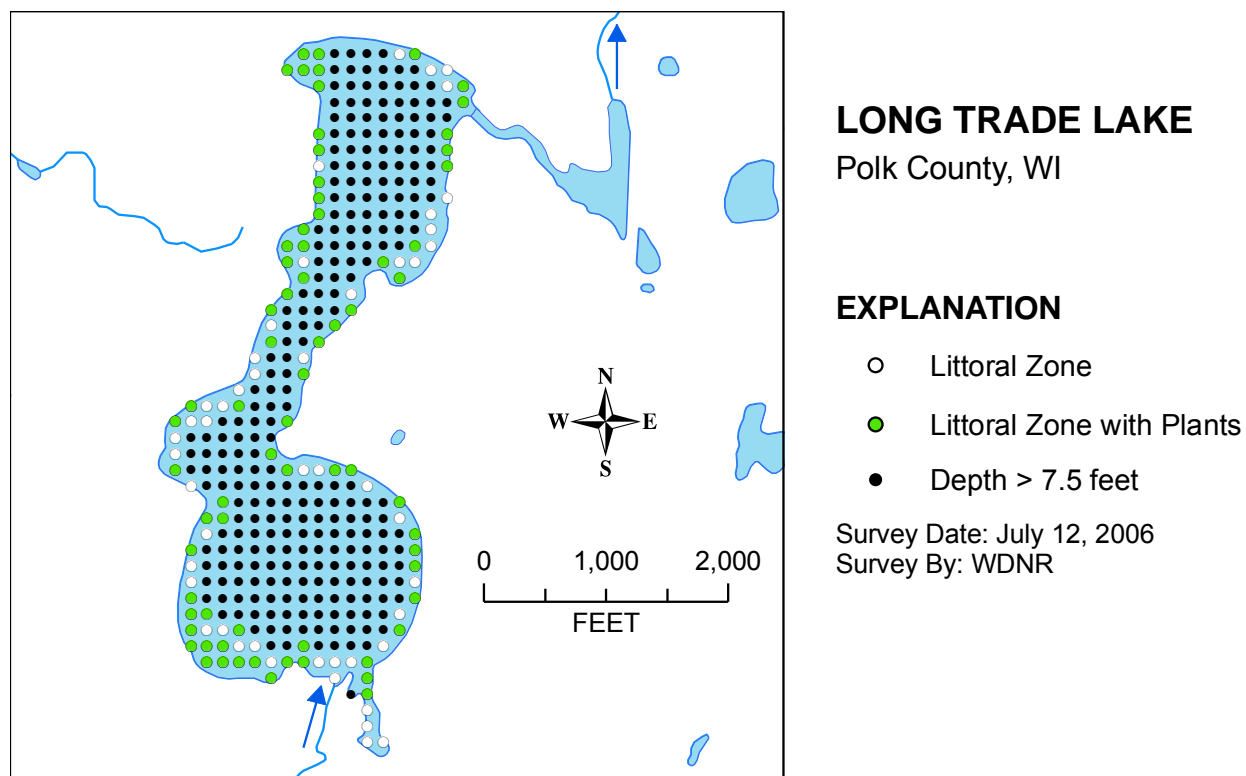 LONG TRADE LAKE
Polk County, WI
EXPLANATION
Littoral Zone
Littoral Zone with Plants
Depth > 7.5 feet
Survey Date: July 12, 2006
Survey By: WDNR
N
W E
S
0 1,000 2,000
FEET